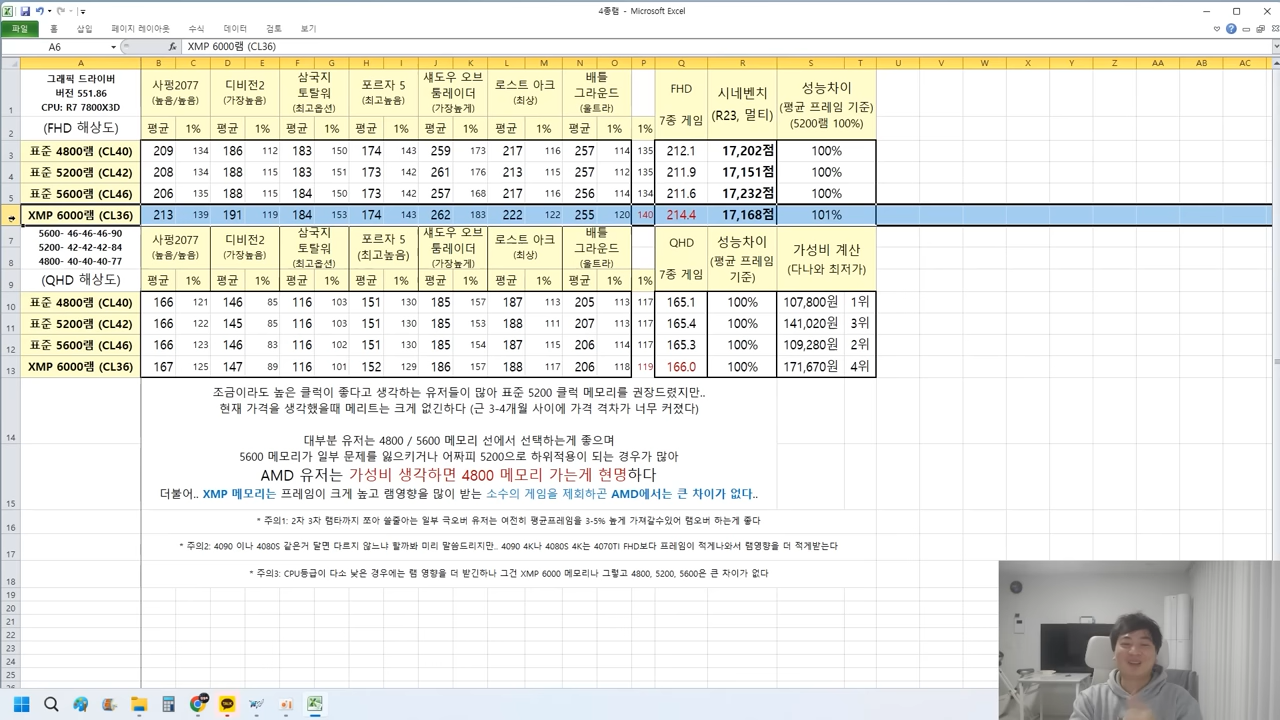 4종램 - Microsoft Excel
파일 홈 삽입 페이지 레이아웃 수식 데이터 검토 보기
A6 fx XMP 6000램 (CL36)
A B C D E F G H I J K L M N O P Q R S T U V W X Y Z AA AB AC
그래픽 드라이버
버전 551.86
CPU: R7 7800X3D
(FHD 해상도)
사펑2077
(높음/높음)
디비전2
(가장높음)
삼국지
토탈워
(최고옵션)
포르자 5
(최고높음)
섀도우 오브
툼레이더
(가장높게)
로스트 아크
(최상)
배틀
그라운드
(울트라)
FHD
7종 게임
시네벤치
(R23, 멀티)
성능차이
(평균 프레임 기준)
(5200램 100%)
평균 1% 평균 1% 평균 1% 평균 1% 평균 1% 평균 1% 평균 1% 1%
3 표준 4800램 (CL40) 209 134 186 112 183 150 174 143 259 173 217 116 257 114 135 212.1 17,202점 100%
4 표준 5200램 (CL42) 208 134 188 115 183 151 173 142 261 176 213 115 257 112 135 211.9 17,151점 100%
5 표준 5600램 (CL46) 206 135 188 115 184 150 173 142 257 168 217 116 256 114 134 211.6 17,232점 100%
XMP 6000램 (CL36) 213 139 191 119 184 153 174 143 262 183 222 122 255 120 140 214.4 17,168점 101%
5600- 46-46-46-90
5200- 42-42-42-84
4800- 40-40-40-77
(QHD 해상도)
사펑2077
(높음/높음)
디비전2
(가장높음)
삼국지
토탈워
(최고옵션)
포르자 5
(최고높음)
섀도우 오브
툼레이더
(가장높게)
로스트 아크
(최상)
배틀
그라운드
(울트라)
QHD
7종 게임
성능차이
(평균 프레임
기준)
가성비 계산
(다나와 최저가)
평균 1% 평균 1% 평균 1% 평균 1% 평균 1% 평균 1% 평균 1% 1%
10 표준 4800램 (CL40) 166 121 146 85 116 103 151 130 185 157 187 113 205 113 117 165.1 100% 107,800원 1위
11 표준 5200램 (CL42) 166 122 145 85 116 103 151 130 185 153 188 111 207 113 117 165.4 100% 141,020원 3위
12 표준 5600램 (CL46) 166 123 146 83 116 102 151 130 185 154 187 115 206 114 117 165.3 100% 109,280원 2위
13 XMP 6000램 (CL36) 167 125 147 89 116 101 152 129 186 157 188 117 206 118 119 166.0 100% 171,670원 4위
조금이라도 높은 클럭이 좋다고 생각하는 유저들이 많아 표준 5200 클럭 메모리를 권장드렸지만..
현재 가격을 생각했을때 메리트는 크게 없긴하다 (근 3-4개월 사이에 가격 격차가 너무 커졌다)
대부분 유저는 4800 / 5600 메모리 선에서 선택하는게 좋으며
5600 메모리가 일부 문제를 잃으키거나 어짜피 5200으로 하위적용이 되는 경우가 많아
AMD 유저는 가성비 생각하면 4800 메모리 가는게 현명하다
더불어.. XMP 메모리는 프레임이 크게 높고 램영향을 많이 받는 소수의 게임을 제회하곤 AMD에서는 큰 차이가 없다..
* 주의1: 2자 3자 램타까지 쪼아 쓸줄아는 일부 극오버 유저는 여전히 평균프레임을 3-5% 높게 가져갈수있어 램오버 하는게 좋다
* 주의2: 4090 이나 4080S 같은거 달면 다르지 않느냐 할까봐 미리 말씀드리지만.. 4090 4K나 4080S 4K는 4070TI FHD보다 프레임이 적게나와서 램영향을 더 적게받는다
* 주의3: CPU등급이 다소 낮은 경우에는 램 영향을 더 받긴하나 그건 XMP 6000 메모리나 그렇고 4800, 5200, 5600은 큰 차이가 없다